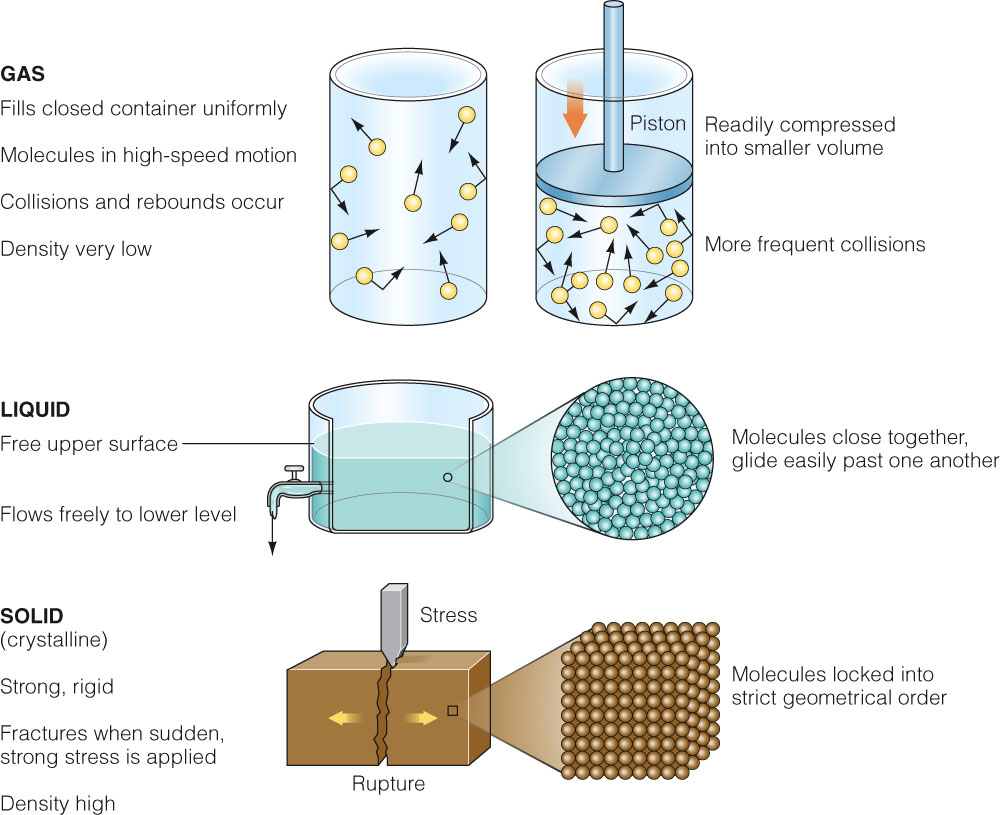 GAS
Fills closed container uniformly
Molecules in high-speed motion
Collisions and rebounds occur
Density very low
Piston
Readily compressed
into smaller volume
More frequent collisions
LIQUID
Free upper surface
Flows freely to lower level
Molecules close together,
glide easily past one another
SOLID
(crystalline)
Strong, rigid
Fractures when sudden,
strong stress is applied
Density high
Stress
Rupture
Molecules locked into
strict geometrical order